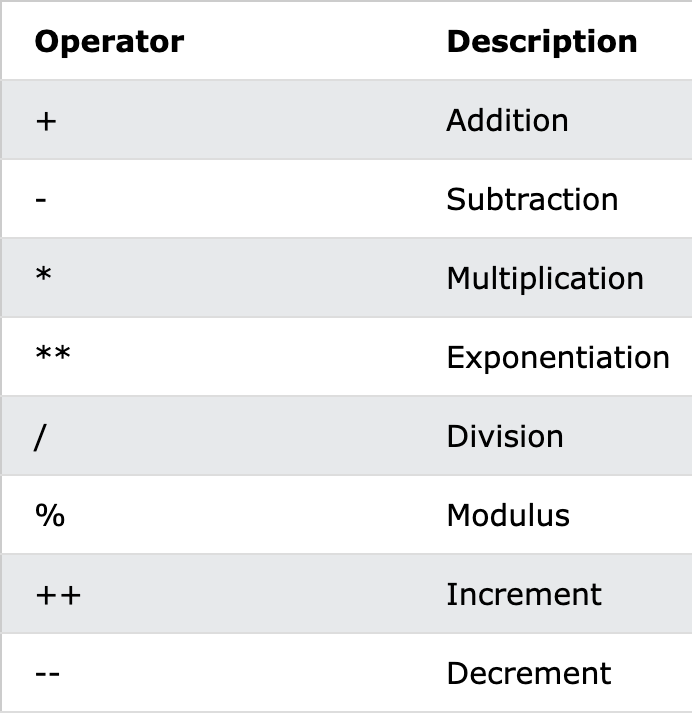 Operator Description
+ Addition
- Subtraction
* Multiplication
** Exponentiation
/ Division
% Modulus
++ Increment
-- Decrement